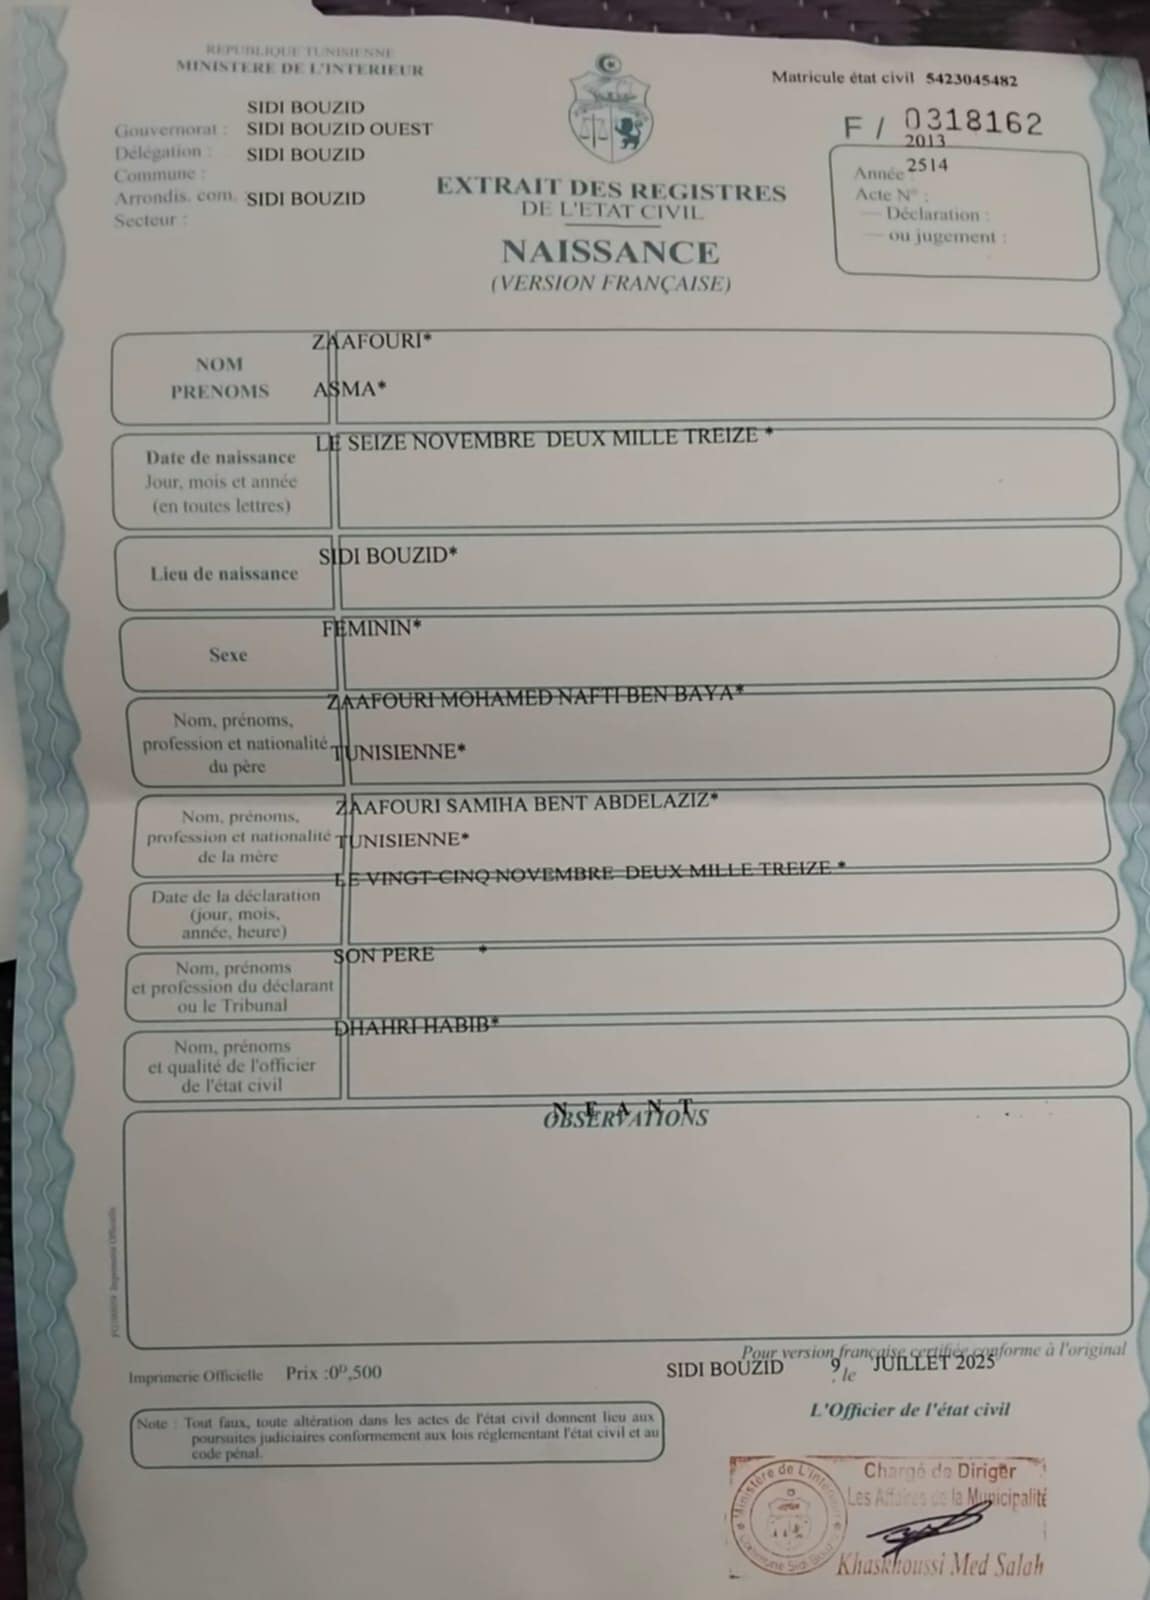 REPUBLIQUE TUNISIENNE
MINISTERE DE L'INTERIEUR
SIDI BOUZID
Gouvernorat : SIDI BOUZID OUEST
Délégation : SIDI BOUZID
Commune :
Arrondis. com. SIDI BOUZID
Secteur :
EXTRAIT DES REGISTRES
DE L'ETAT CIVIL
NAISSANCE
(VERSION FRANÇAISE)
Matricule état civil 5423045482
F / 0318162
2013
Année : 2514
Acte N° :
— Déclaration :
— ou jugement :
ZAAFOURI*
NOM
PRENOMS ASMA*
LE SEIZE NOVEMBRE DEUX MILLE TREIZE *
Date de naissance
Jour, mois et année
(en toutes lettres)
SIDI BOUZID*
Lieu de naissance
FEMININ*
Sexe
ZAAFOURI MOHAMED NAFTI BEN BAYA*
Nom, prénoms,
profession et nationalité TUNISIENNE*
du père
ZAAFOURI SAMIHA BENT ABDELAZIZ*
Nom, prénoms,
profession et nationalité TUNISIENNE*
de la mère
LE VINGT-CINQ NOVEMBRE DEUX MILLE TREIZE *
Date de la déclaration
(jour, mois,
année, heure)
SON PERE *
Nom, prénoms
et profession du déclarant
ou le Tribunal
DHAHRI HABIB*
Nom, prénoms
et qualité de l'officier
de l'état civil
N E A N T
OBSERVATIONS
Imprimerie Officielle
Imprimerie Officielle Prix :0ᴰ,500
Pour version française certifiée conforme à l'original
SIDI BOUZID 9 le JUILLET 2025
L'Officier de l'état civil
Note : Tout faux, toute altération dans les actes de l'état civil donnent lieu aux
poursuites judiciaires conformement aux lois réglementant l'état civil et au
code pénal.
Ministère de L'Intérieur
Commune Sidi Bouzid
Chargé de Diriger
Les Affaires de la Municipalité
Khaskhoussi Med Salah